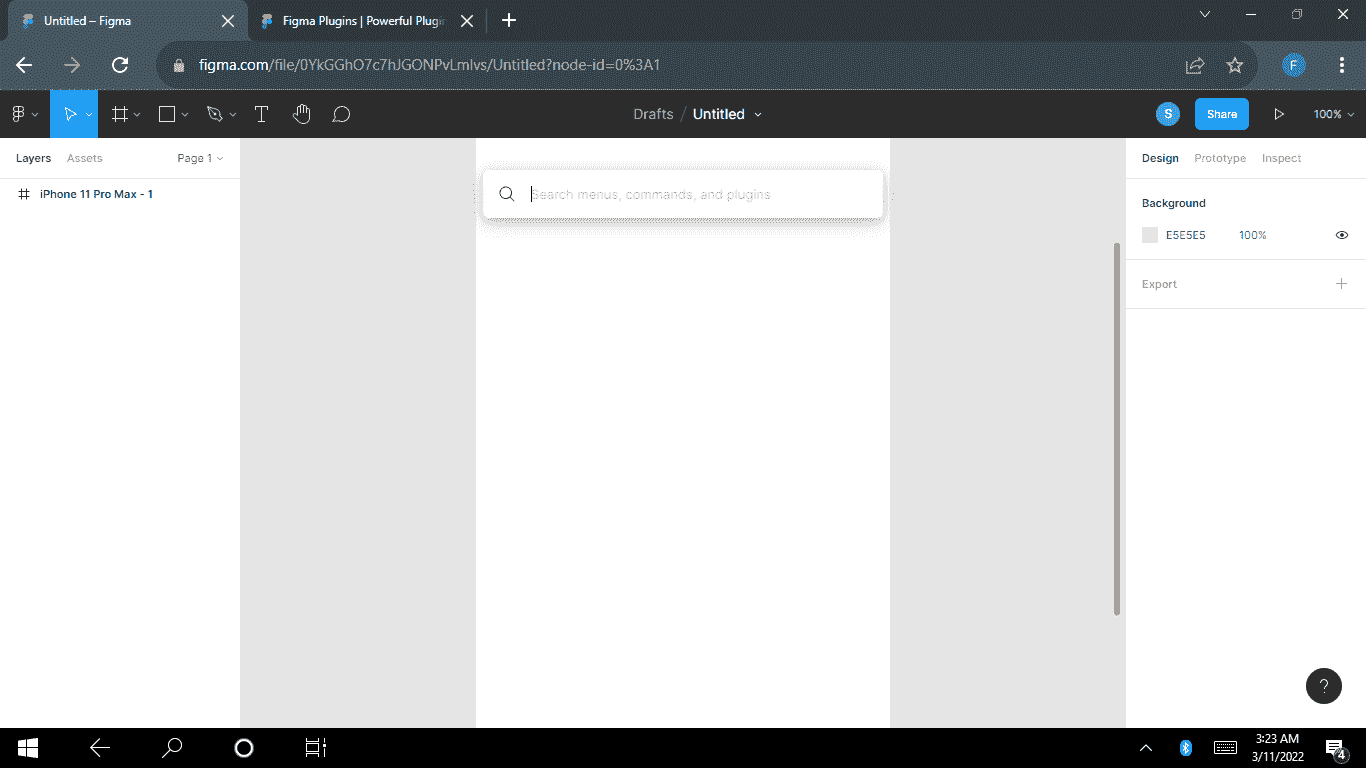 Untitled – Figma
Figma Plugins | Powerful Plugi
figma.com/file/0YkGGhO7c7hJGONPvLmlvs/Untitled?node-id=0%3A1
F
Drafts / Untitled
S
Share
100%
Layers
Assets
Page 1
Design
Prototype
Inspect
iPhone 11 Pro Max - 1
Search menus, commands, and plugins
Background
E5E5E5
100%
Export
?
3:23 AM
3/11/2022
4